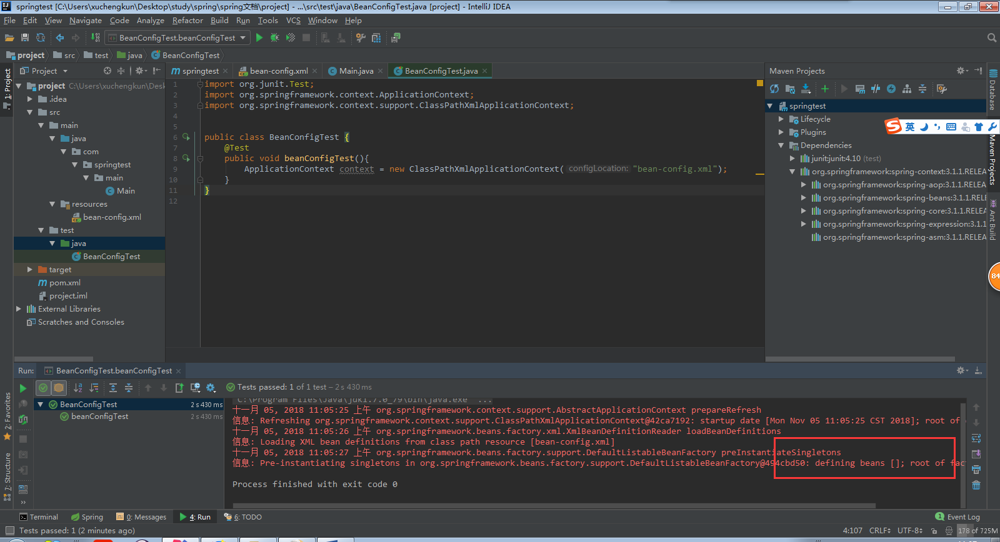 springtest [C:\Users\xuchengkun\Desktop\study\spring\spring文档\project] - ...\src\test\java\BeanConfigTest.java [project] - IntelliJ IDEA
File Edit View Navigate Code Analyze Refactor Build Run Tools VCS Window Help
BeanConfigTest.beanConfigTest
project src test java BeanConfigTest
1: Project
Project
project C:\Users\xuchengkun\Desk
.idea
src
main
java
com
springtest
main
Main
resources
bean-config.xml
test
java
BeanConfigTest
target
pom.xml
project.iml
External Libraries
Scratches and Consoles
springtest bean-config.xml Main.java BeanConfigTest.java
1 import org.junit.Test;
2 import org.springframework.context.ApplicationContext;
3 import org.springframework.context.support.ClassPathXmlApplicationContext;
4
5
6 public class BeanConfigTest {
7 @Test
8 public void beanConfigTest(){
9 ApplicationContext context = new ClassPathXmlApplicationContext( configLocation: "bean-config.xml");
10 }
11 }
12
Maven Projects
springtest
Lifecycle
Plugins
Dependencies
junit:junit:4.10 (test)
org.springframework:spring-context:3.1.1.RELEA
org.springframework:spring-aop:3.1.1.RELEA
org.springframework:spring-beans:3.1.1.RELE
org.springframework:spring-core:3.1.1.RELEA
org.springframework:spring-expression:3.1.1
org.springframework:spring-asm:3.1.1.RELEA
英
Database
Maven Projects
Ant Build
84
Run: BeanConfigTest.beanConfigTest
Tests passed: 1 of 1 test – 2 s 430 ms
BeanConfigTest 2 s 430 ms
beanConfigTest 2 s 430 ms
C:\Program Files\Java\jdk1.7.0_79\bin\java.exe ...
十一月 05, 2018 11:05:25 上午 org.springframework.context.support.AbstractApplicationContext prepareRefresh
信息: Refreshing org.springframework.context.support.ClassPathXmlApplicationContext@42ca7192: startup date [Mon Nov 05 11:05:25 CST 2018]; root of
十一月 05, 2018 11:05:26 上午 org.springframework.beans.factory.xml.XmlBeanDefinitionReader loadBeanDefinitions
信息: Loading XML bean definitions from class path resource [bean-config.xml]
十一月 05, 2018 11:05:27 上午 org.springframework.beans.factory.support.DefaultListableBeanFactory preInstantiateSingletons
信息: Pre-instantiating singletons in org.springframework.beans.factory.support.DefaultListableBeanFactory@494cbd50: defining beans []; root of fac
Process finished with exit code 0
2: Favorites
7: Structure
Terminal Spring 0: Messages 4: Run 6: TODO 1 Event Log
Tests passed: 1 (2 minutes ago) 4:107 CRLF UTF-8 178 of 725M